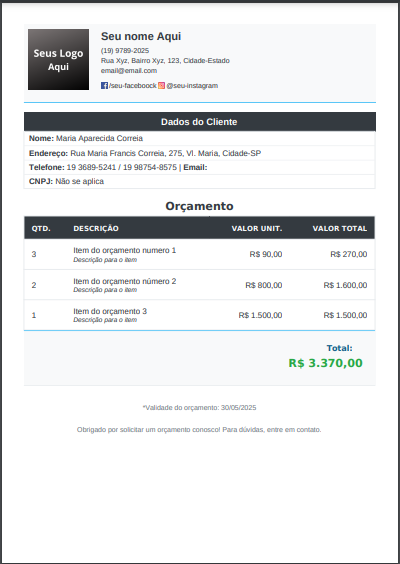 Seus Logo
Aqui
Seu nome Aqui
(19) 9789-2025
Rua Xyz, Bairro Xyz, 123, Cidade-Estado
email@email.com
/seu-faceboock @seu-instagram
Dados do Cliente
Nome: Maria Aparecida Correia
Endereço: Rua Maria Francis Correia, 275, Vl. Maria, Cidade-SP
Telefone: 19 3689-5241 / 19 98754-8575 | Email:
CNPJ: Não se aplica
Orçamento
QTD. DESCRIÇÃO VALOR UNIT. VALOR TOTAL
3 Item do orçamento numero 1 R$ 90,00 R$ 270,00
Descrição para o item
2 Item do orçamento número 2 R$ 800,00 R$ 1.600,00
Descrição para o item
1 Item do orçamento 3 R$ 1.500,00 R$ 1.500,00
Descrição para o item
Total:
R$ 3.370,00
*Validade do orçamento: 30/05/2025
Obrigado por solicitar um orçamento conosco! Para dúvidas, entre em contato.